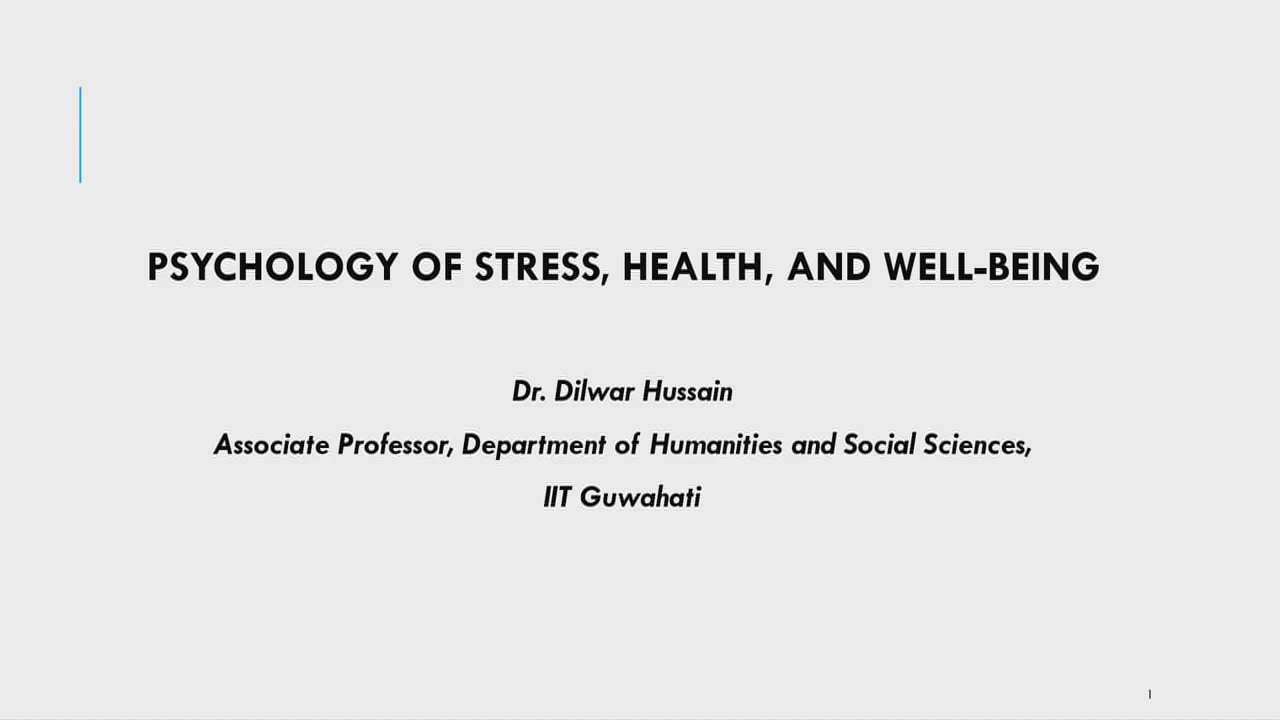 PSYCHOLOGY OF STRESS, HEALTH, AND WELL-BEING
Dr. Dilwar Hussain
Associate Professor, Department of Humanities and Social Sciences,
IIT Guwahati
1